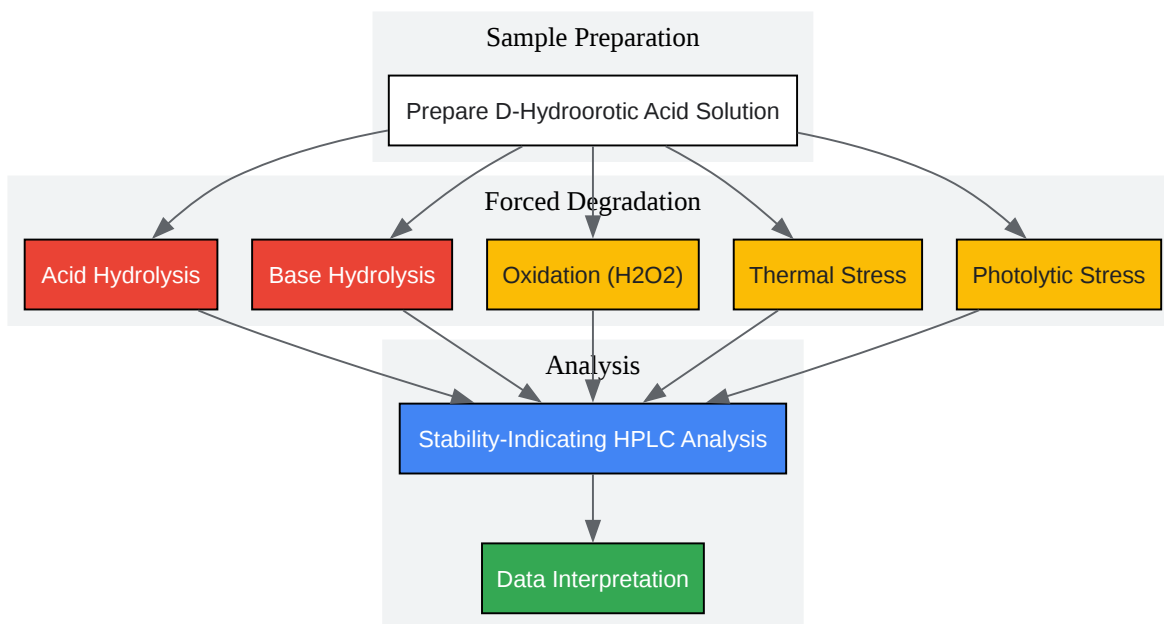 Sample Preparation
Prepare D-Hydroorotic Acid Solution
Forced Degradation
Acid Hydrolysis
Base Hydrolysis
Oxidation (H2O2)
Thermal Stress
Photolytic Stress
Analysis
Stability-Indicating HPLC Analysis
Data Interpretation